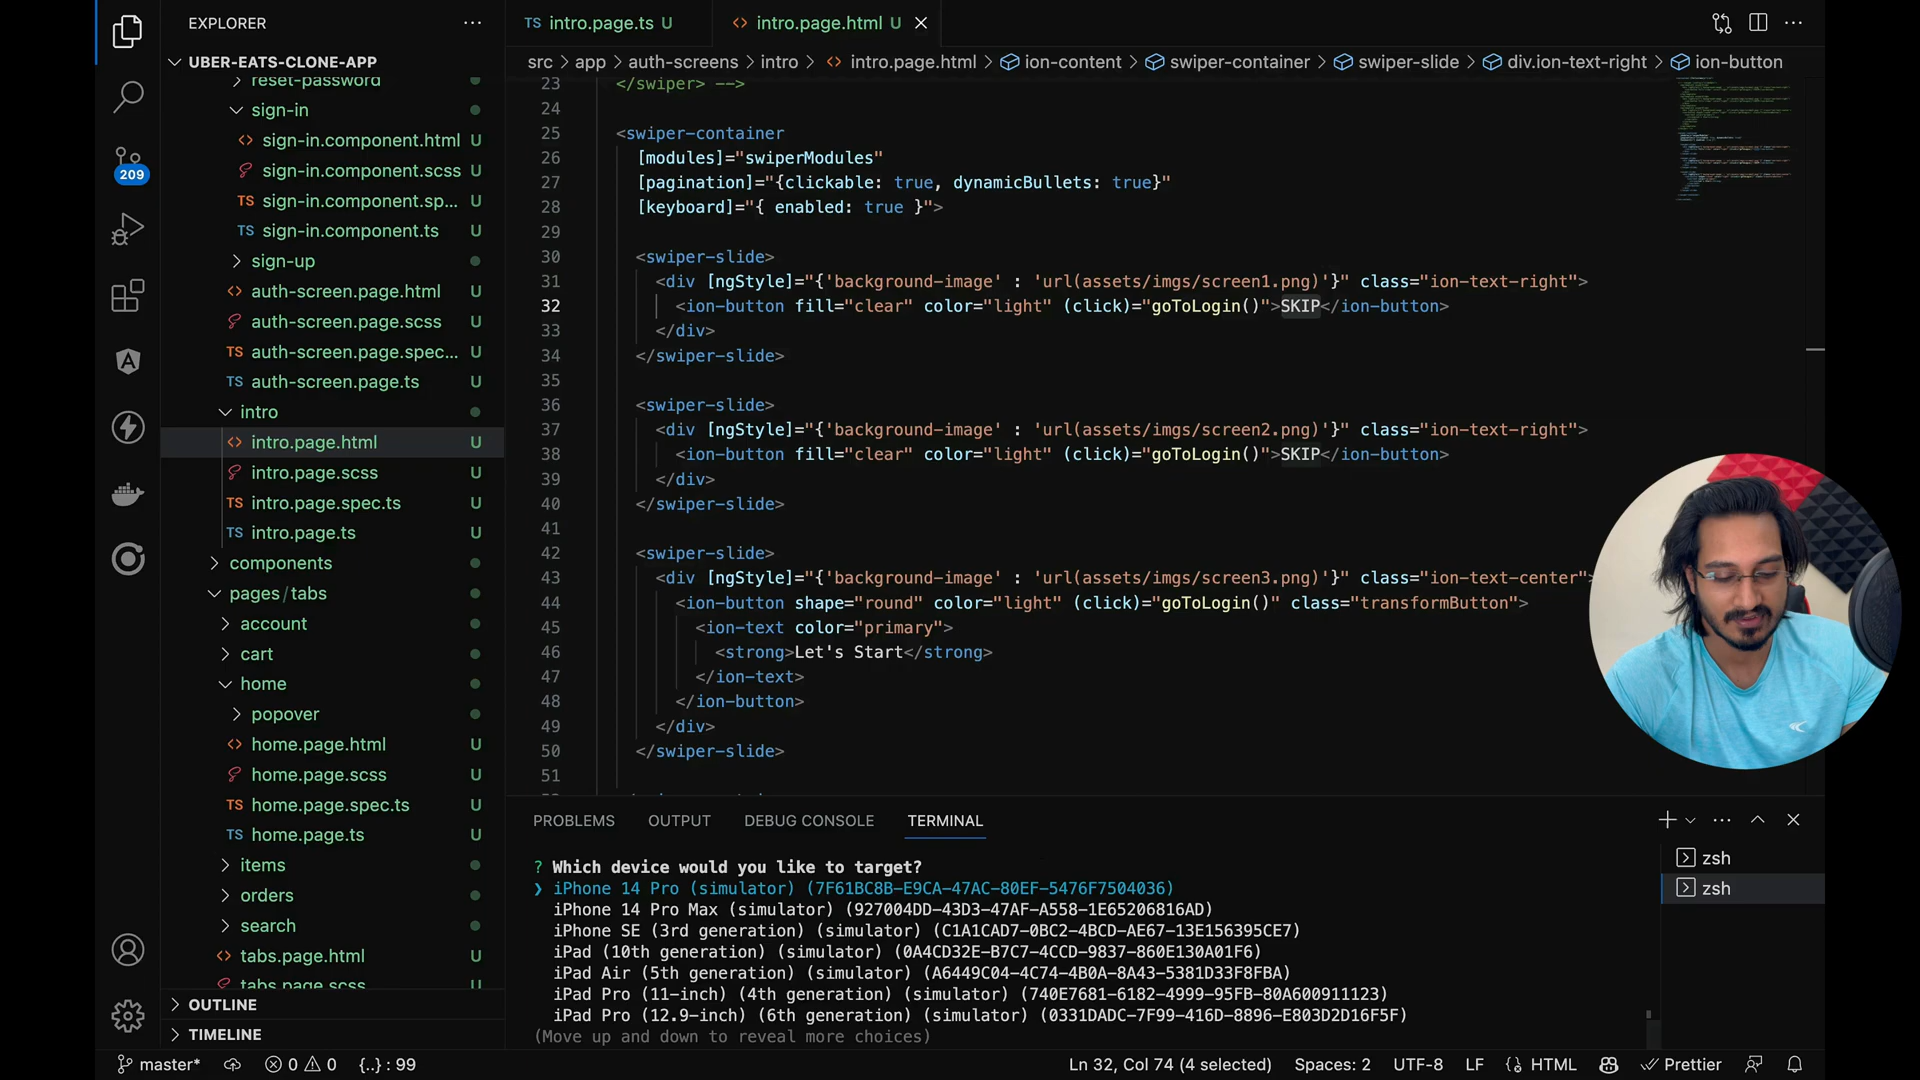 EXPLORER
UBER-EATS-CLONE-APP
reset-password
sign-in
sign-in.component.html U
sign-in.component.scss U
sign-in.component.sp... U
sign-in.component.ts U
sign-up
auth-screen.page.html U
auth-screen.page.scss U
auth-screen.page.spec... U
auth-screen.page.ts U
intro
intro.page.html U
intro.page.scss U
intro.page.spec.ts U
intro.page.ts U
components
pages/tabs
account
cart
home
popover
home.page.html U
home.page.scss U
home.page.spec.ts U
home.page.ts U
items
orders
search
tabs.page.html U
tabs.page.scss U
OUTLINE
TIMELINE
209
TS intro.page.ts U
intro.page.html U
src > app > auth-screens > intro > intro.page.html > ion-content > swiper-container > swiper-slide > div.ion-text-right > ion-button
23 </swiper> -->
24
25 <swiper-container
26 [modules]="swiperModules"
27 [pagination]="{clickable: true, dynamicBullets: true}"
28 [keyboard]="{ enabled: true }">
29
30 <swiper-slide>
31 <div [ngStyle]="{'background-image' : 'url(assets/imgs/screen1.png)'}" class="ion-text-right">
32 <ion-button fill="clear" color="light" (click)="goToLogin()">SKIP</ion-button>
33 </div>
34 </swiper-slide>
35
36 <swiper-slide>
37 <div [ngStyle]="{'background-image' : 'url(assets/imgs/screen2.png)'}" class="ion-text-right">
38 <ion-button fill="clear" color="light" (click)="goToLogin()">SKIP</ion-button>
39 </div>
40 </swiper-slide>
41
42 <swiper-slide>
43 <div [ngStyle]="{'background-image' : 'url(assets/imgs/screen3.png)'}" class="ion-text-center">
44 <ion-button shape="round" color="light" (click)="goToLogin()" class="transformButton">
45 <ion-text color="primary">
46 <strong>Let's Start</strong>
47 </ion-text>
48 </ion-button>
49 </div>
50 </swiper-slide>
51
PROBLEMS OUTPUT DEBUG CONSOLE TERMINAL
? Which device would you like to target?
❯ iPhone 14 Pro (simulator) (7F61BC8B-E9CA-47AC-80EF-5476F7504036)
iPhone 14 Pro Max (simulator) (927004DD-43D3-47AF-A558-1E65206816AD)
iPhone SE (3rd generation) (simulator) (C1A1CAD7-0BC2-4BCD-AE67-13E156395CE7)
iPad (10th generation) (simulator) (0A4CD32E-B7C7-4CCD-9837-860E130A01F6)
iPad Air (5th generation) (simulator) (A6449C04-4C74-4B0A-8A43-5381D33F8FBA)
iPad Pro (11-inch) (4th generation) (simulator) (740E7681-6182-4999-95FB-80A600911123)
iPad Pro (12.9-inch) (6th generation) (simulator) (0331DADC-7F99-416D-8896-E803D2D16F5F)
(Move up and down to reveal more choices)
zsh
zsh
master* 0 0 {..} : 99 Ln 32, Col 74 (4 selected) Spaces: 2 UTF-8 LF HTML Prettier